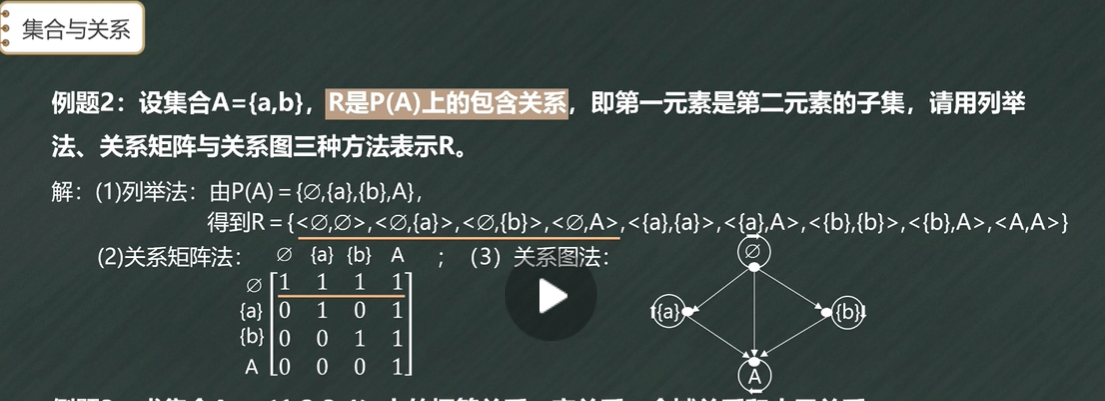 集合与关系
例题2：设集合A={a,b}，R是P(A)上的包含关系，即第一元素是第二元素的子集，请用列举
法、关系矩阵与关系图三种方法表示R。
解：(1)列举法：由P(A)={∅,{a},{b},A}，
得到R={<∅,∅>,<∅,{a}>,<∅,{b}>,<∅,A>,<{a},{a}>,<{a},A>,<{b},{b}>,<{b},A>,<A,A>}
(2)关系矩阵法： ∅ {a} {b} A ；（3）关系图法：
∅ 1 1 1 1
{a} 0 1 0 1
{b} 0 0 1 1
A 0 0 0 1
∅
{a} {b}
A